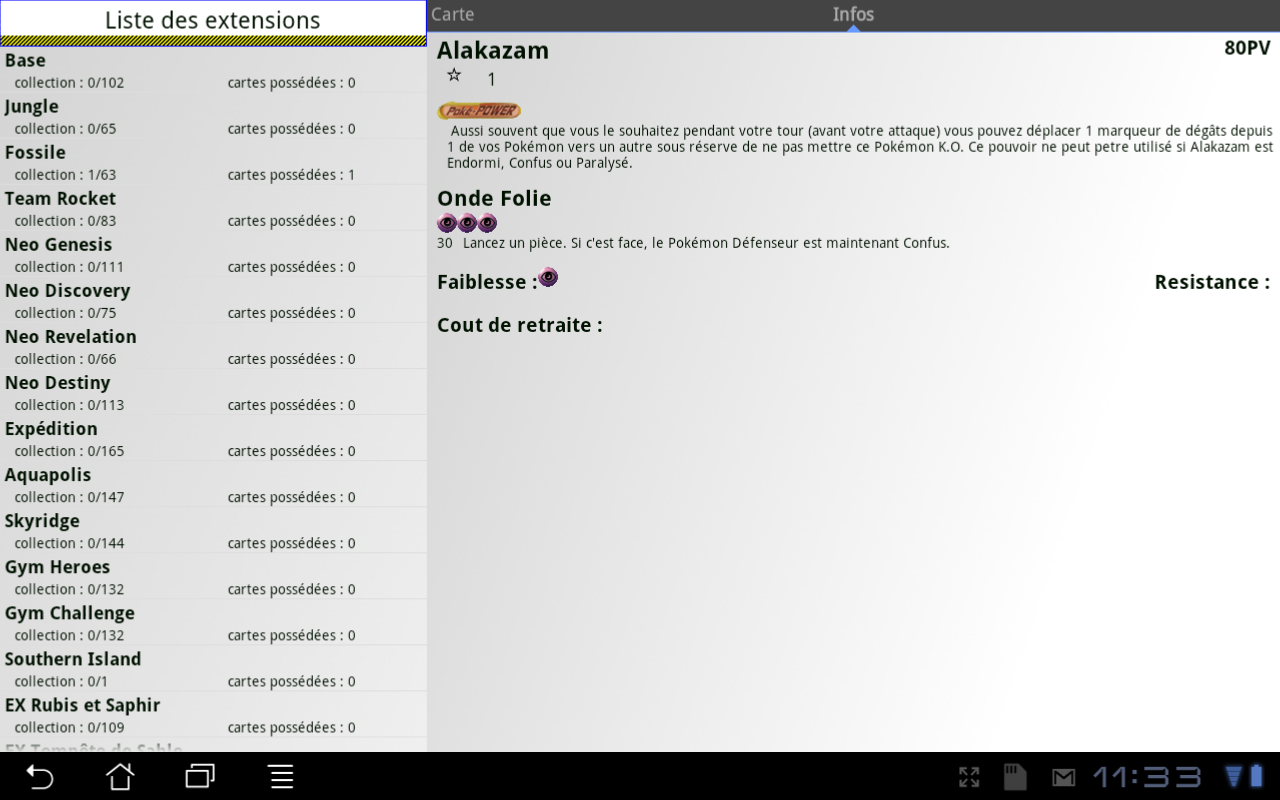 Liste des extensions
Base
collection : 0/102 cartes possédées : 0
Jungle
collection : 0/65 cartes possédées : 0
Fossile
collection : 1/63 cartes possédées : 1
Team Rocket
collection : 0/83 cartes possédées : 0
Neo Genesis
collection : 0/111 cartes possédées : 0
Neo Discovery
collection : 0/75 cartes possédées : 0
Neo Revelation
collection : 0/66 cartes possédées : 0
Neo Destiny
collection : 0/113 cartes possédées : 0
Expédition
collection : 0/165 cartes possédées : 0
Aquapolis
collection : 0/147 cartes possédées : 0
Skyridge
collection : 0/144 cartes possédées : 0
Gym Heroes
collection : 0/132 cartes possédées : 0
Gym Challenge
collection : 0/132 cartes possédées : 0
Southern Island
collection : 0/1 cartes possédées : 0
EX Rubis et Saphir
collection : 0/109 cartes possédées : 0
EX Tempête de Sable
Carte Infos
Alakazam 80PV
1
Poké-POWER
Aussi souvent que vous le souhaitez pendant votre tour (avant votre attaque) vous pouvez déplacer 1 marqueur de dégâts depuis
1 de vos Pokémon vers un autre sous réserve de ne pas mettre ce Pokémon K.O. Ce pouvoir ne peut petre utilisé si Alakazam est
Endormi, Confus ou Paralysé.
Onde Folie
30 Lancez un pièce. Si c'est face, le Pokémon Défenseur est maintenant Confus.
Faiblesse : Resistance :
Cout de retraite :
11:33